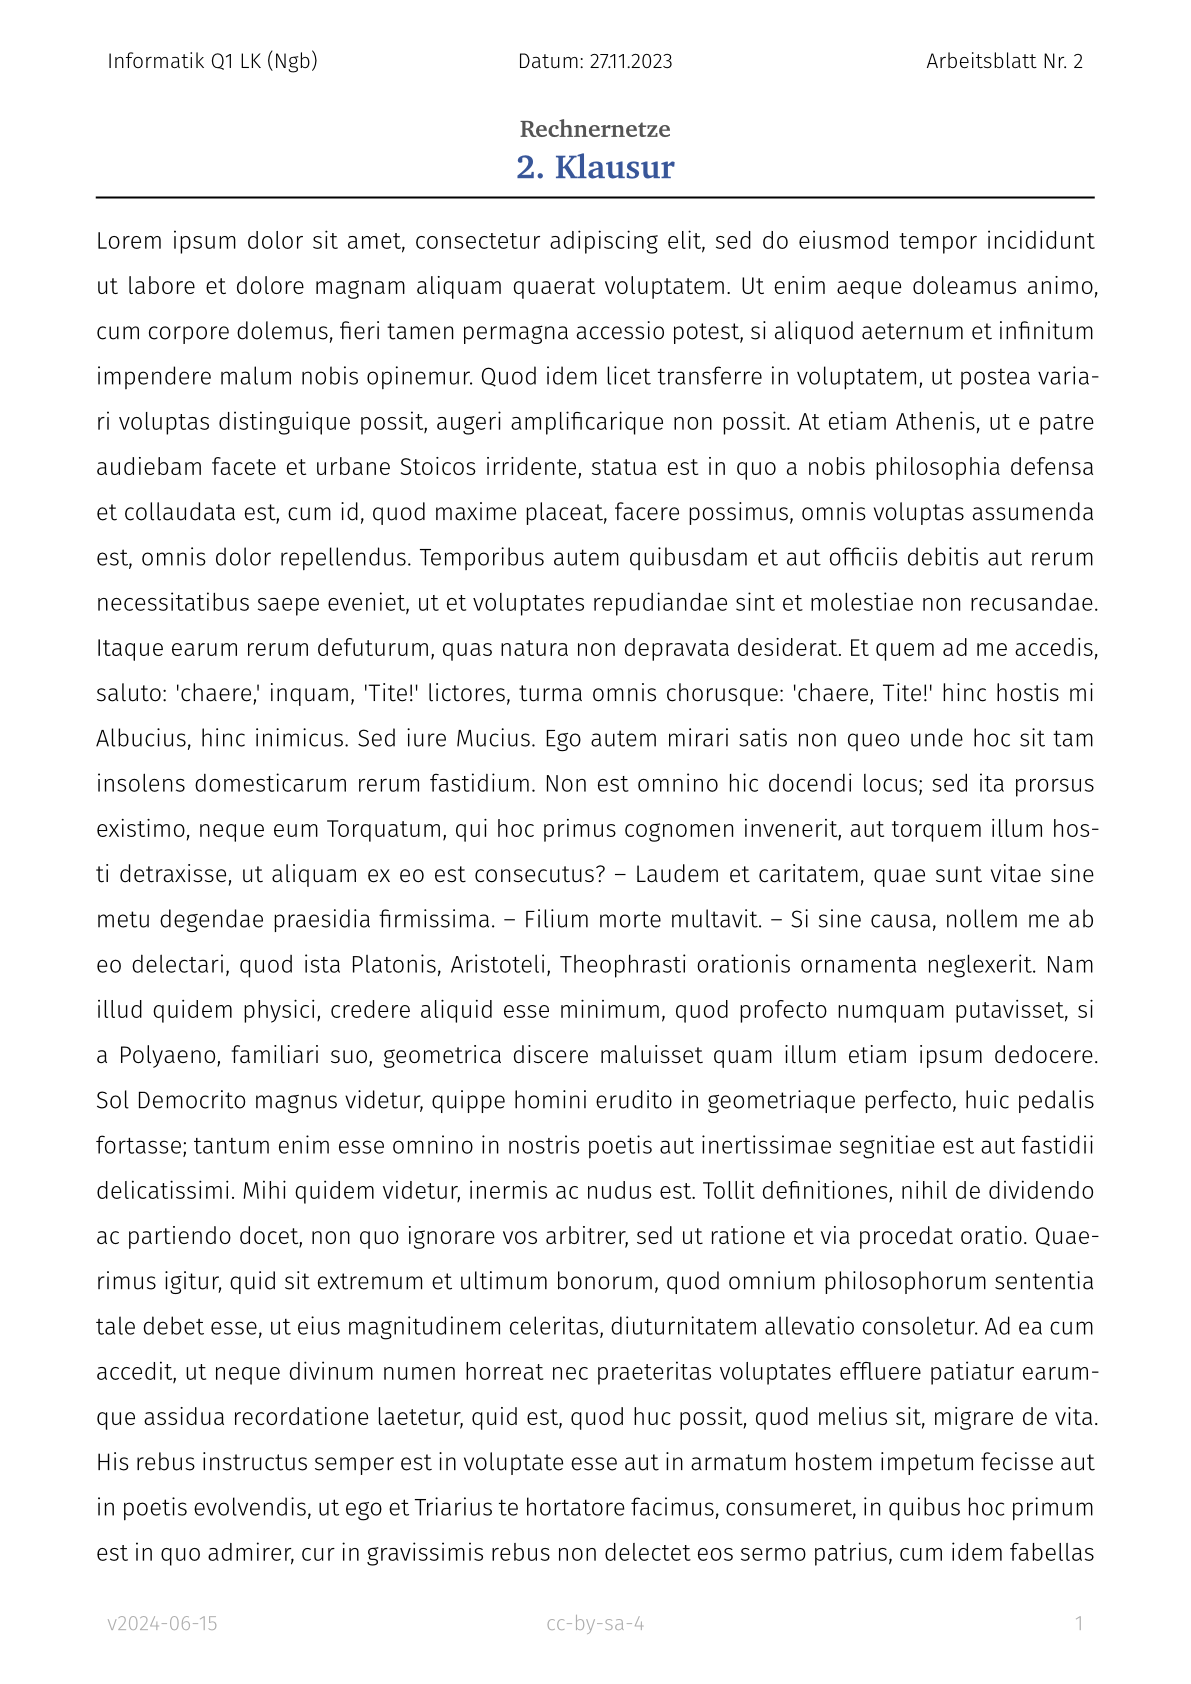 Informatik Q1 LK (Ngb) Datum: 27.11.2023 Arbeitsblatt Nr. 2
Rechnernetze
2. Klausur
Lorem ipsum dolor sit amet, consectetur adipiscing elit, sed do eiusmod tempor incididunt
ut labore et dolore magnam aliquam quaerat voluptatem. Ut enim aeque doleamus animo,
cum corpore dolemus, fieri tamen permagna accessio potest, si aliquod aeternum et infinitum
impendere malum nobis opinemur. Quod idem licet transferre in voluptatem, ut postea varia-
ri voluptas distinguique possit, augeri amplificarique non possit. At etiam Athenis, ut e patre
audiebam facete et urbane Stoicos irridente, statua est in quo a nobis philosophia defensa
et collaudata est, cum id, quod maxime placeat, facere possimus, omnis voluptas assumenda
est, omnis dolor repellendus. Temporibus autem quibusdam et aut officiis debitis aut rerum
necessitatibus saepe eveniet, ut et voluptates repudiandae sint et molestiae non recusandae.
Itaque earum rerum defuturum, quas natura non depravata desiderat. Et quem ad me accedis,
saluto: 'chaere,' inquam, 'Tite!' lictores, turma omnis chorusque: 'chaere, Tite!' hinc hostis mi
Albucius, hinc inimicus. Sed iure Mucius. Ego autem mirari satis non queo unde hoc sit tam
insolens domesticarum rerum fastidium. Non est omnino hic docendi locus; sed ita prorsus
existimo, neque eum Torquatum, qui hoc primus cognomen invenerit, aut torquem illum hos-
ti detraxisse, ut aliquam ex eo est consecutus? – Laudem et caritatem, quae sunt vitae sine
metu degendae praesidia firmissima. – Filium morte multavit. – Si sine causa, nollem me ab
eo delectari, quod ista Platonis, Aristoteli, Theophrasti orationis ornamenta neglexerit. Nam
illud quidem physici, credere aliquid esse minimum, quod profecto numquam putavisset, si
a Polyaeno, familiari suo, geometrica discere maluisset quam illum etiam ipsum dedocere.
Sol Democrito magnus videtur, quippe homini erudito in geometriaque perfecto, huic pedalis
fortasse; tantum enim esse omnino in nostris poetis aut inertissimae segnitiae est aut fastidii
delicatissimi. Mihi quidem videtur, inermis ac nudus est. Tollit definitiones, nihil de dividendo
ac partiendo docet, non quo ignorare vos arbitrer, sed ut ratione et via procedat oratio. Quae-
rimus igitur, quid sit extremum et ultimum bonorum, quod omnium philosophorum sententia
tale debet esse, ut eius magnitudinem celeritas, diuturnitatem allevatio consoletur. Ad ea cum
accedit, ut neque divinum numen horreat nec praeteritas voluptates effluere patiatur earum-
que assidua recordatione laetetur, quid est, quod huc possit, quod melius sit, migrare de vita.
His rebus instructus semper est in voluptate esse aut in armatum hostem impetum fecisse aut
in poetis evolvendis, ut ego et Triarius te hortatore facimus, consumeret, in quibus hoc primum
est in quo admirer, cur in gravissimis rebus non delectet eos sermo patrius, cum idem fabellas
v2024-06-15 cc-by-sa-4 1